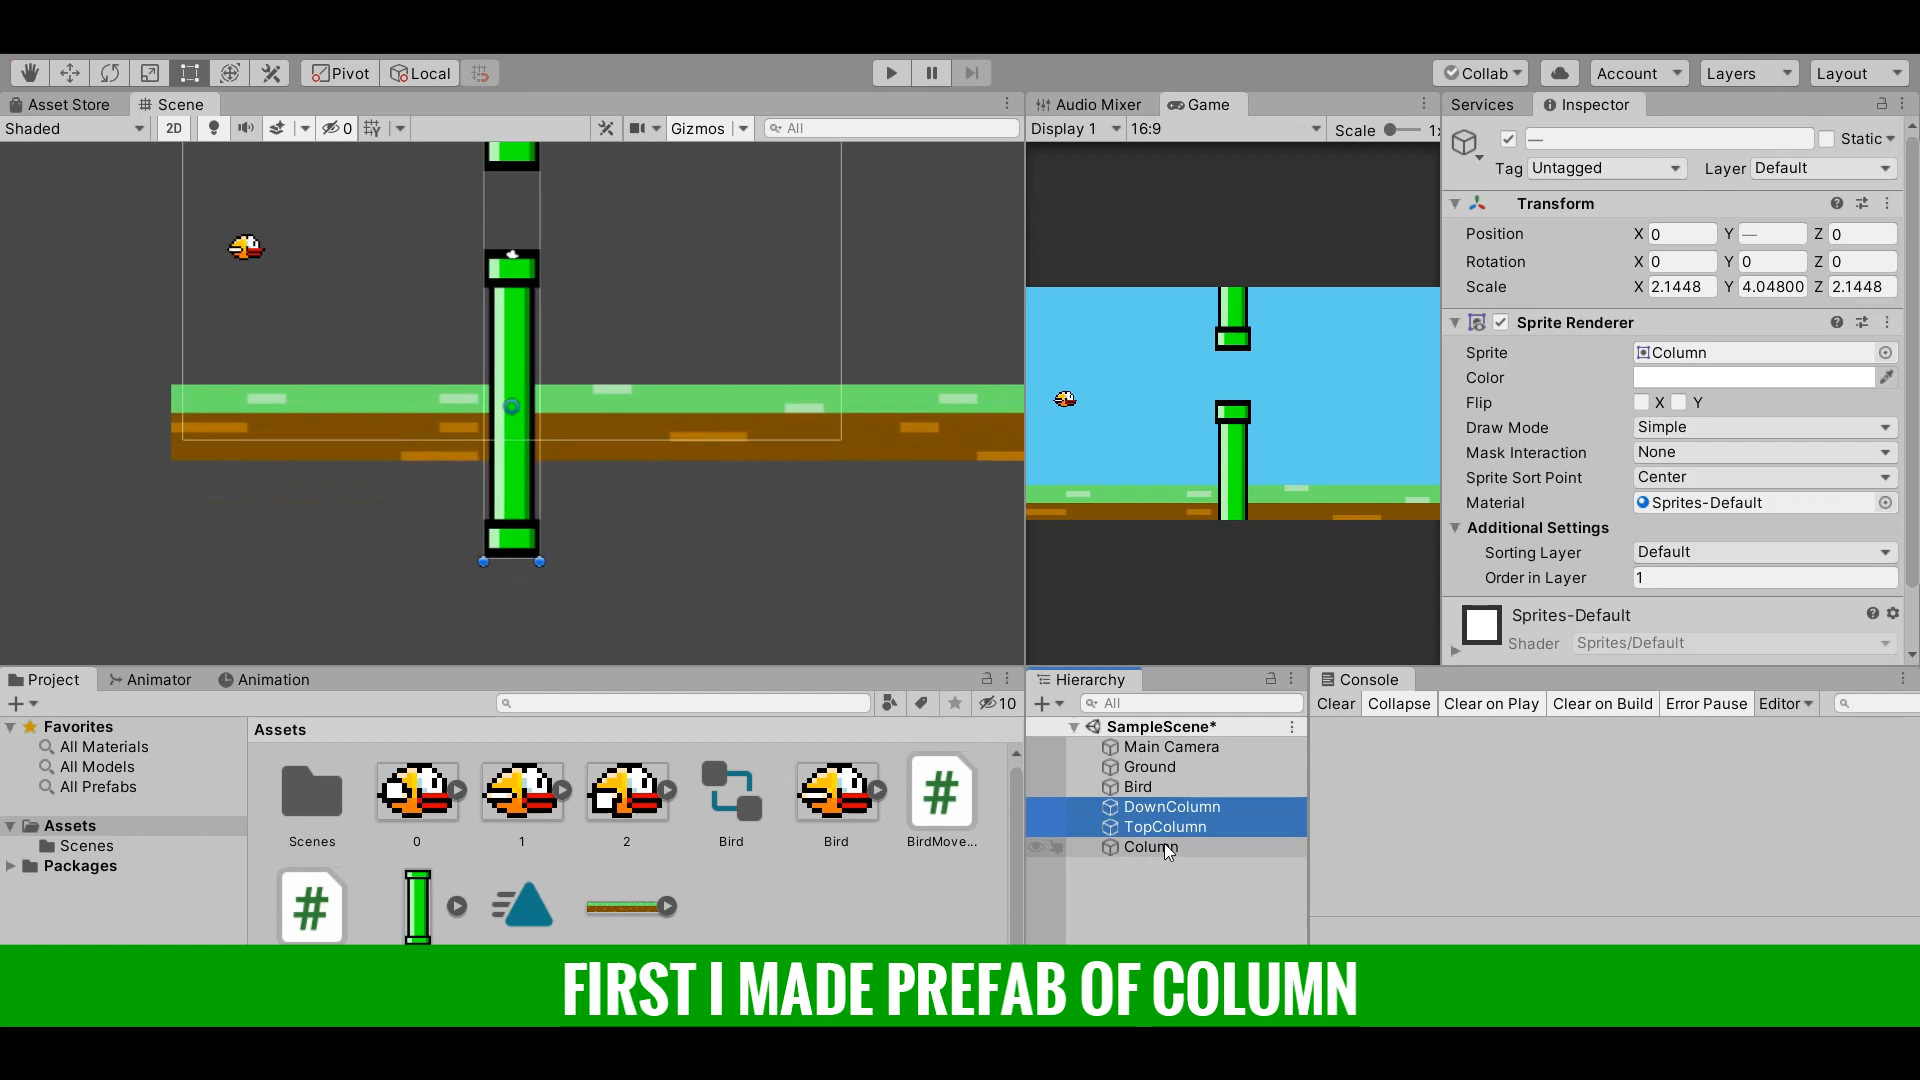 Pivot Local Collab Account Layers Layout
Asset Store Scene Audio Mixer Game Services Inspector
Shaded 2D 0 Gizmos All Display 1 16:9 Scale 1x
— Static
Tag Untagged Layer Default
Transform
Position X 0 Y — Z 0
Rotation X 0 Y 0 Z 0
Scale X 2.1448 Y 4.04800 Z 2.1448
Sprite Renderer
Sprite Column
Color
Flip X Y
Draw Mode Simple
Mask Interaction None
Sprite Sort Point Center
Material Sprites-Default
Additional Settings
Sorting Layer Default
Order in Layer 1
Sprites-Default
Shader Sprites/Default
Project Animator Animation
10
Favorites
All Materials
All Models
All Prefabs
Assets
Scenes
Packages
Assets
Scenes 0 1 2 Bird Bird BirdMove...
#
#
Hierarchy
All
SampleScene*
Main Camera
Ground
Bird
DownColumn
TopColumn
Column
Console
Clear Collapse Clear on Play Clear on Build Error Pause Editor
FIRST I MADE PREFAB OF COLUMN